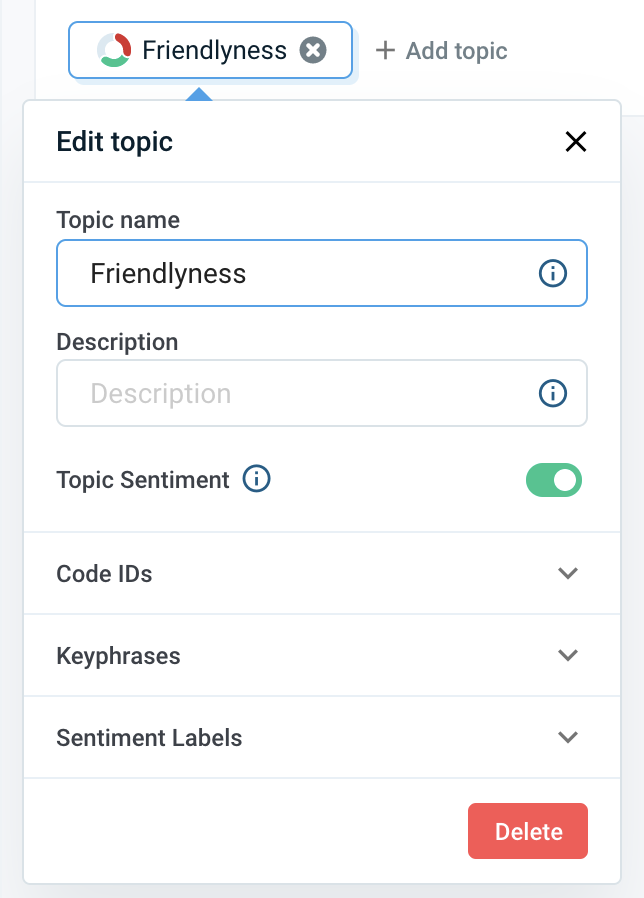 Friendlyness
Add topic
Edit topic
Topic name
Friendlyness
Description
Description
Topic Sentiment
Code IDs
Keyphrases
Sentiment Labels
Delete